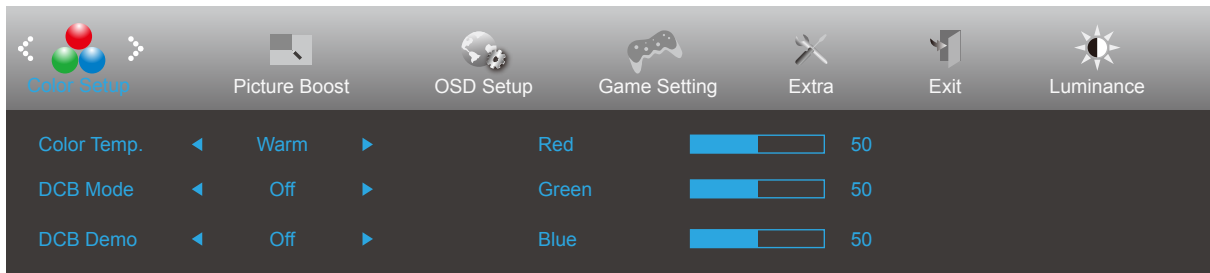 Color Setup Picture Boost OSD Setup Game Setting Extra Exit Luminance
Color Temp. Warm Red 50
DCB Mode Off Green 50
DCB Demo Off Blue 50